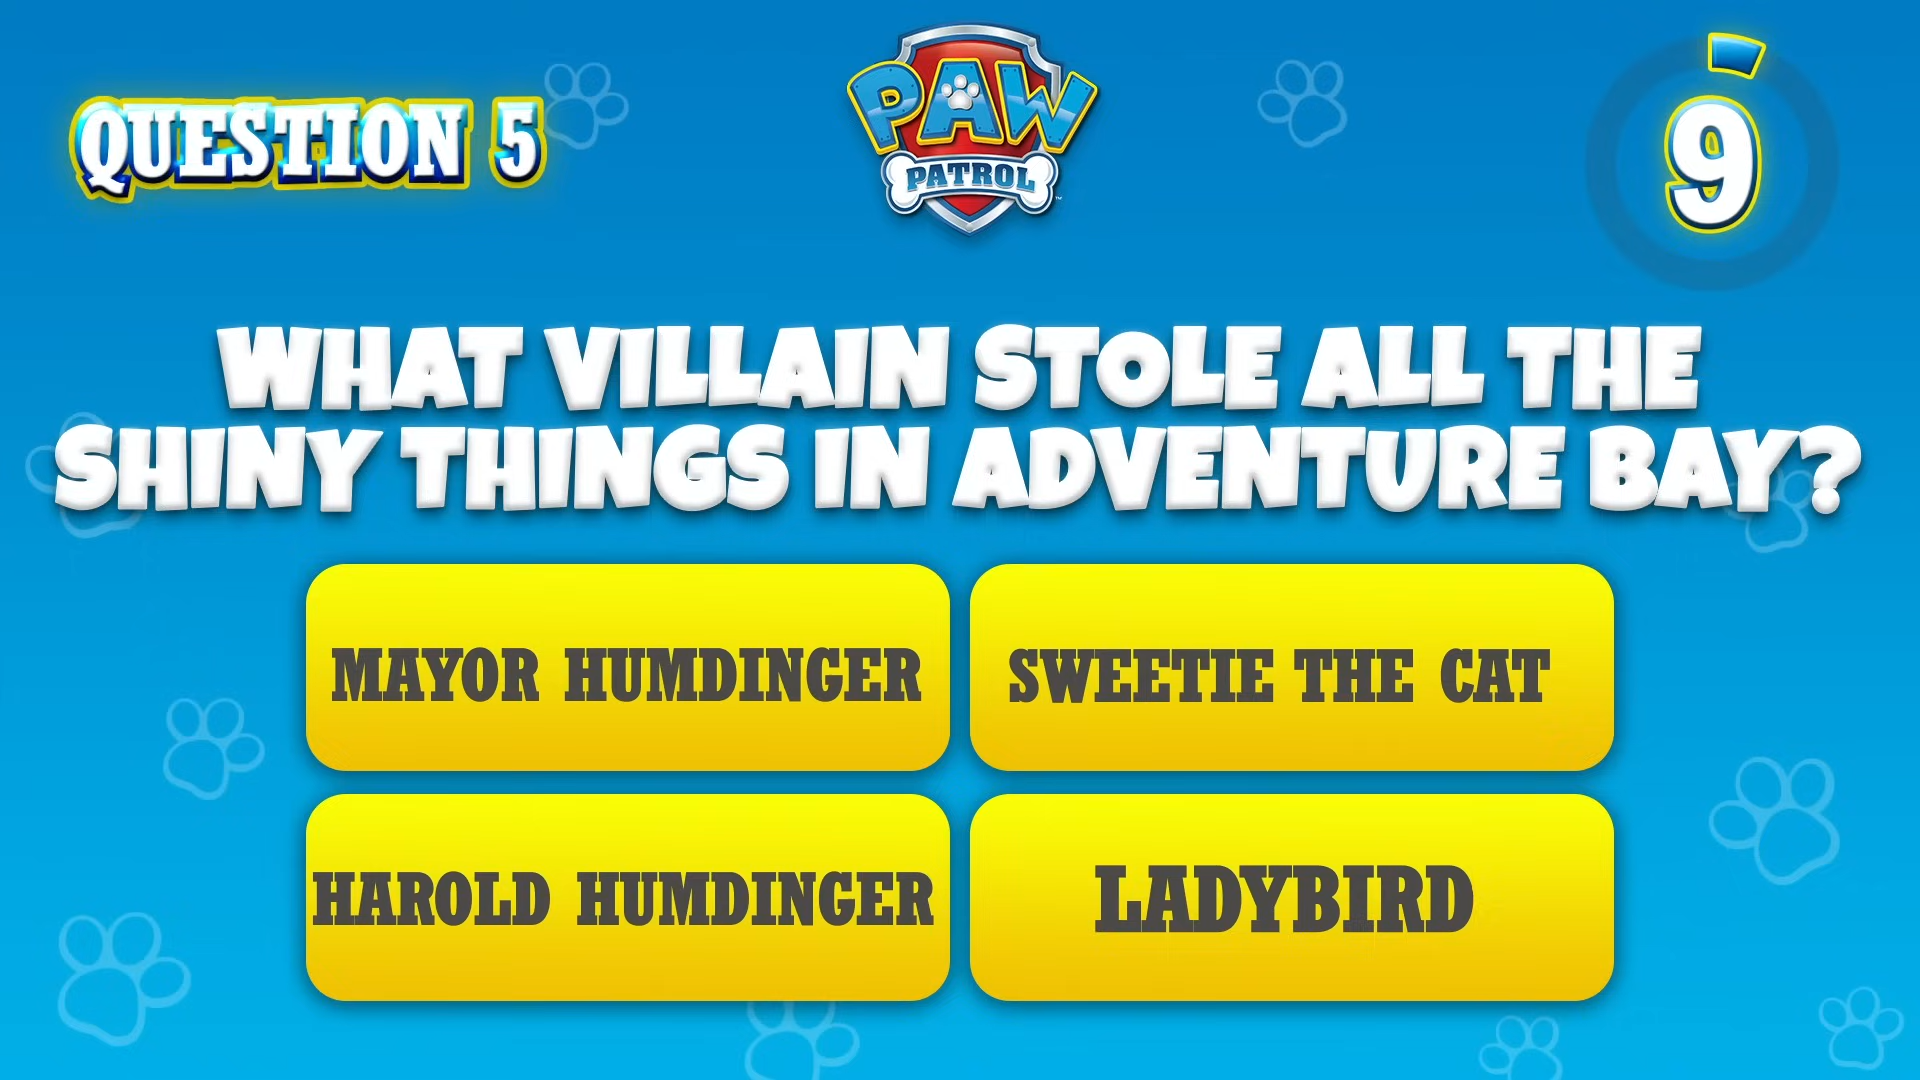 QUESTION 5
PAW
PATROL
9
WHAT VILLAIN STOLE ALL THE
SHINY THINGS IN ADVENTURE BAY?
MAYOR HUMDINGER
SWEETIE THE CAT
HAROLD HUMDINGER
LADYBIRD